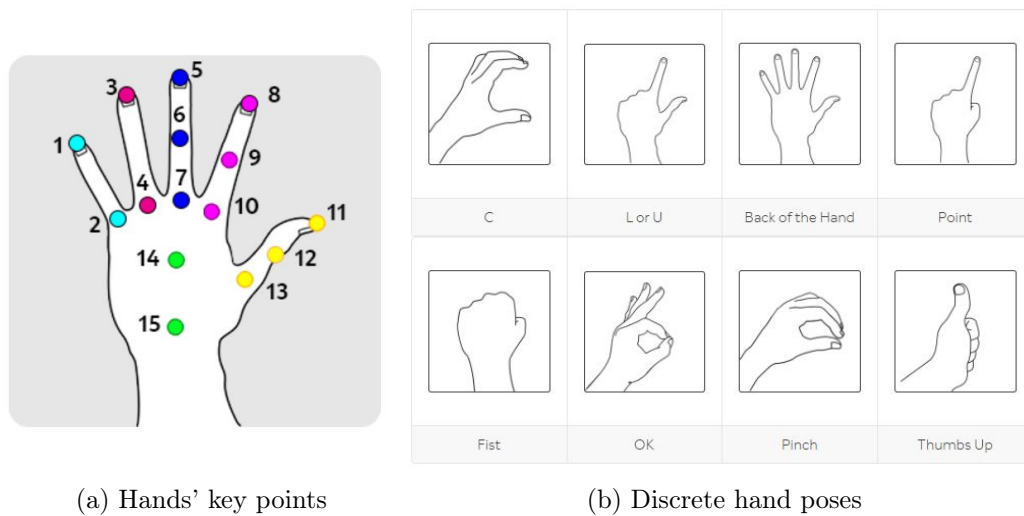 1
2
3
4
5
6
7
8
9
10
11
12
13
14
15
C
L or U
Back of the Hand
Point
Fist
OK
Pinch
Thumbs Up
(a) Hands' key points
(b) Discrete hand poses